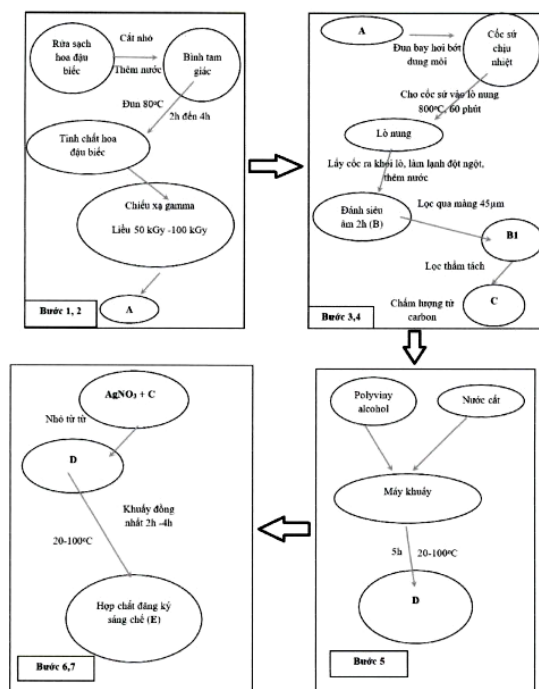 Rửa sạch
hoa đậu
biếc
Cắt nhỏ
Thêm nước
Bình tam
giác
Đun 80ºC
2h đến 4h
Tinh chất hoa
đậu biếc
Chiếu xạ gamma
Liều 50 kGy -100 kGy
A
Bước 1, 2
A
Đun bay hơi bớt
dung môi
Cốc sứ
chịu
nhiệt
Cho cốc sứ vào lò nung
800ºC, 60 phút
Lò nung
Lấy cốc ra khỏi lò, làm lạnh đột ngột,
thêm nước
Đánh siêu
âm 2h (B)
Lọc qua màng 45µm
B1
Lọc thẩm tách
C
Chấm lượng tử
carbon
Bước 3,4
AgNO₃ + C
Nhỏ từ từ
D
Khuấy đồng
nhất 2h -4h
20-100ºC
Hợp chất đăng ký
sáng chế (E)
Bước 6,7
Polyviny
alcohol
Nước cất
Máy khuấy
5h
20-100ºC
D
Bước 5